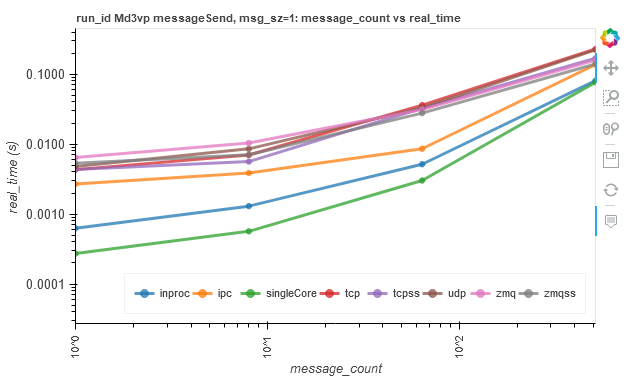 run_id Md3vp messageSend, msg_sz=1: message_count vs real_time
real_time (s)
0.1000
0.0100
0.0010
0.0001
inproc ipc singleCore tcp tcpss udp zmq zmqss
10^0 10^1 10^2
message_count